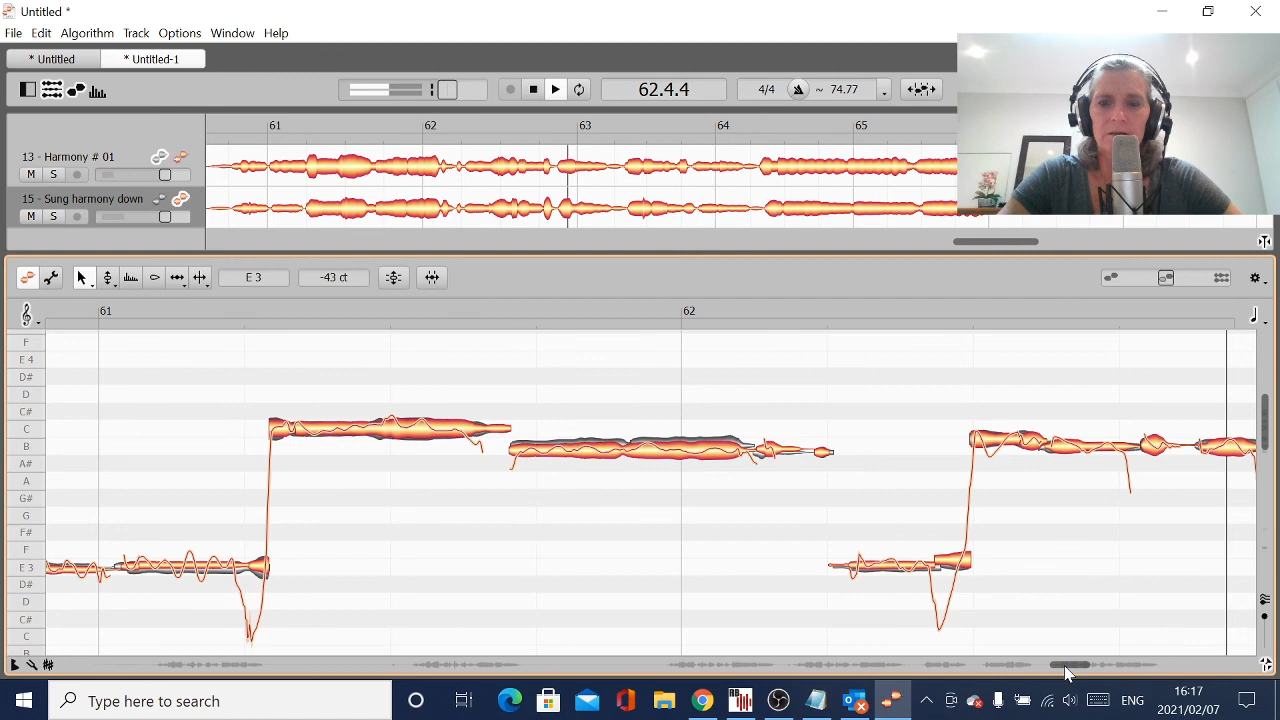 Untitled *
File Edit Algorithm Track Options Window Help
* Untitled * Untitled-1
62.4.4 4/4 ~ 74.77
61 62 63 64 65
13 - Harmony # 01
M S
15 - Sung harmony down
M S
E 3 -43 ct
61 62
F
E 4
D#
D
C#
C
B
A#
A
G#
G
F#
F
E 3
D#
D
C#
C
B
Type here to search
ENG
16:17
2021/02/07